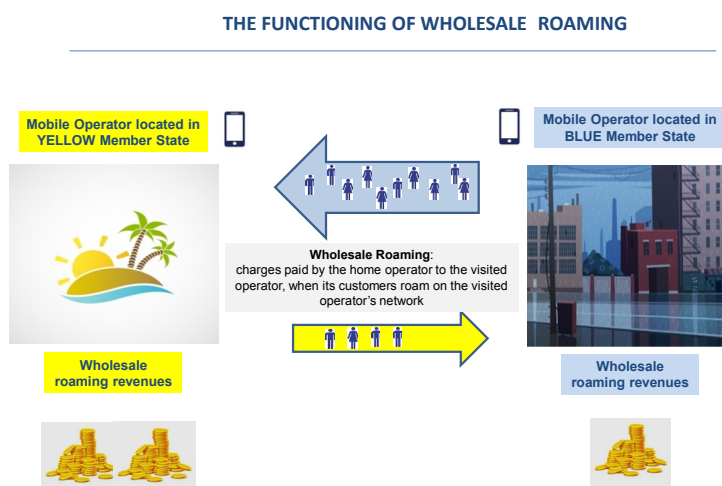 THE FUNCTIONING OF WHOLESALE ROAMING
Mobile Operator located in
YELLOW Member State
Mobile Operator located in
BLUE Member State
Wholesale Roaming:
charges paid by the home operator to the visited
operator, when its customers roam on the visited
operator's network
Wholesale
roaming revenues
Wholesale
roaming revenues